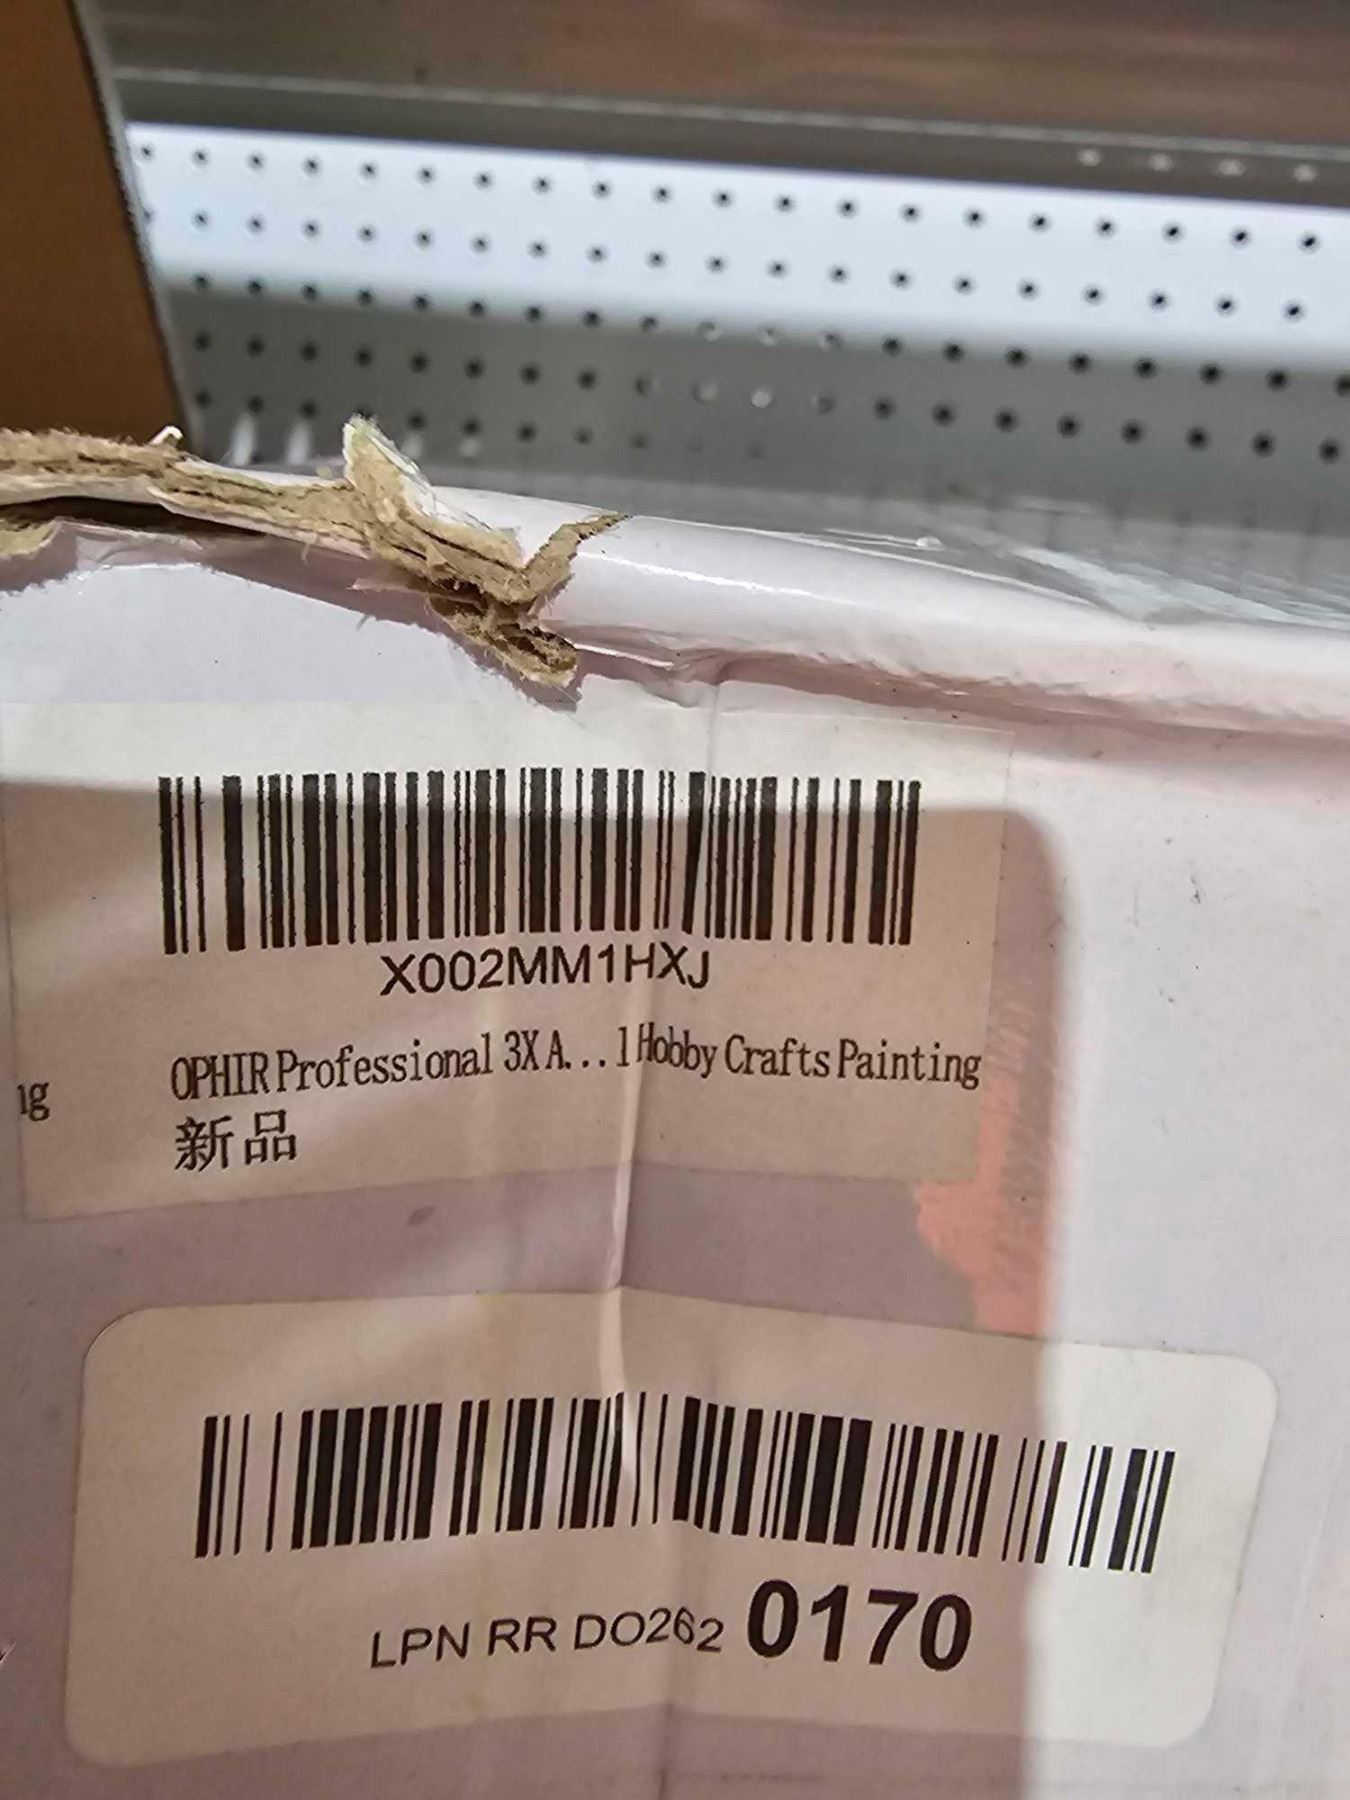 X002MM1HXJ
OPHIR Professional 3X A...l Hobby Crafts Painting
新品
LPN RR DO262 0170